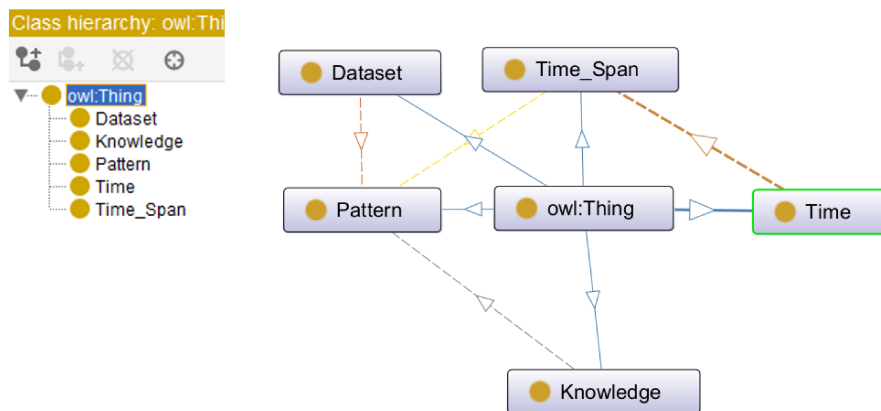 Class hierarchy: owl:Thi
owl:Thing
Dataset
Knowledge
Pattern
Time
Time_Span
Dataset
Time_Span
Pattern
owl:Thing
Time
Knowledge